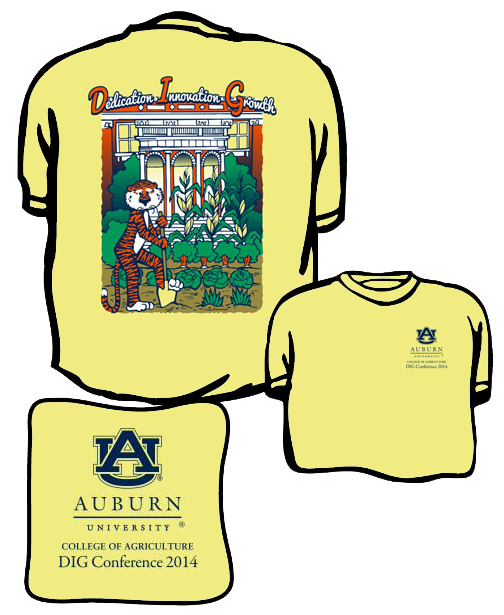 Dedication Innovation Growth
AU
AUBURN
UNIVERSITY
COLLEGE OF AGRICULTURE
DIG Conference 2014
AU ®
AUBURN
UNIVERSITY ®
COLLEGE OF AGRICULTURE
DIG Conference 2014